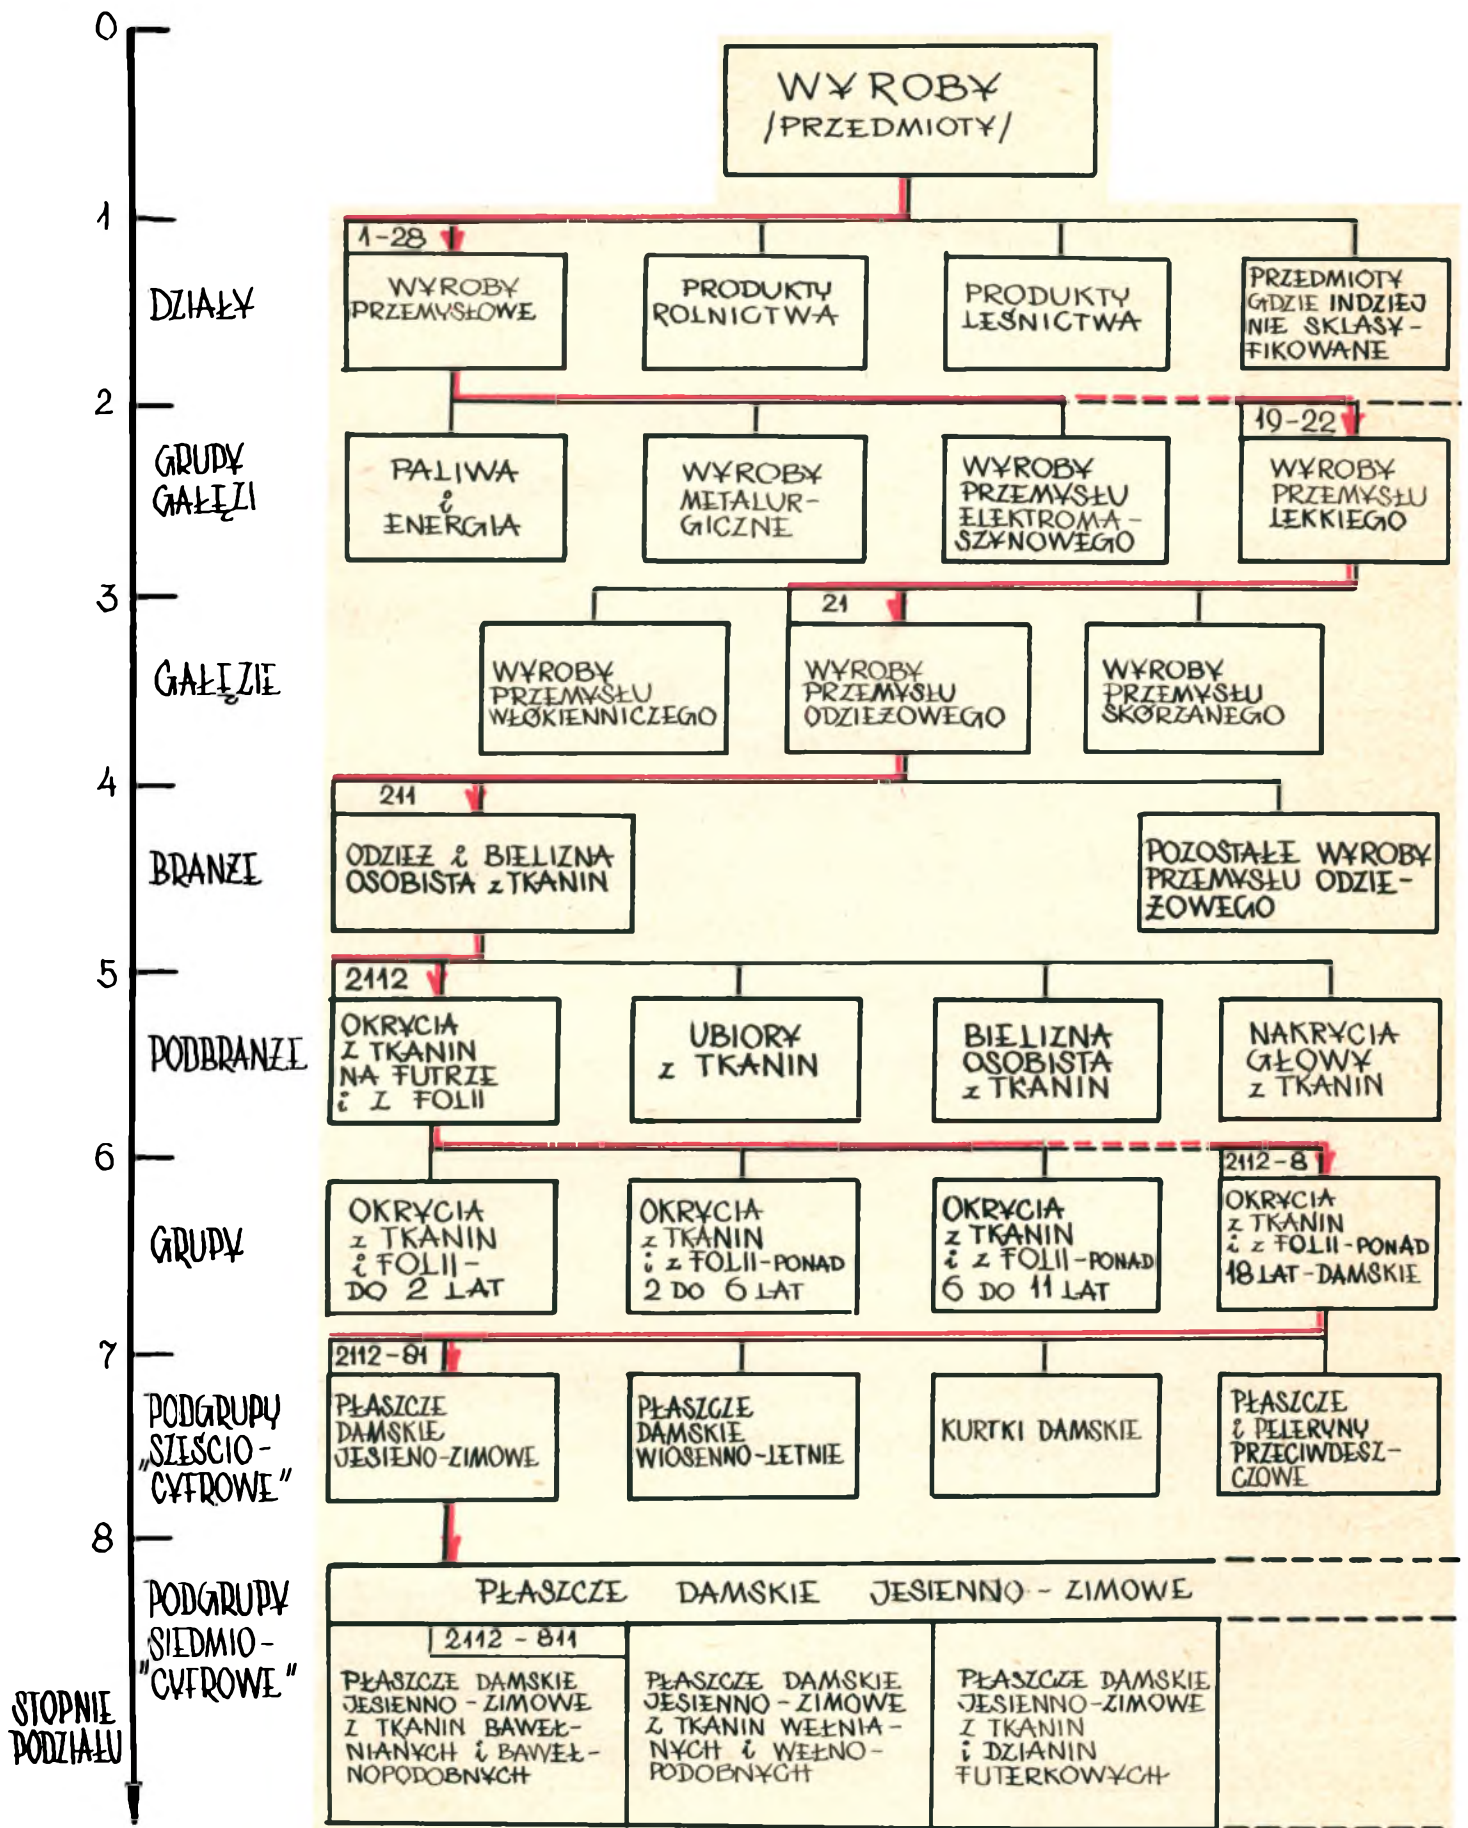 0
WYROBY
/PRZEDMIOTY/
1
DZIAŁY
1-28
WYROBY
PRZEMYSŁOWE
PRODUKTY
ROLNICTWA
PRODUKTY
LEŚNICTWA
PRZEDMIOTY
GDZIE INDZIEJ
NIE SKLASY-
FIKOWANE
2
GRUPY
GAŁĘZI
PALIWA
i
ENERGIA
WYROBY
METALUR-
GICZNE
WYROBY
PRZEMYSŁU
ELEKTROMA-
SZYNOWEGO
19-22
WYROBY
PRZEMYSŁU
LEKKIEGO
3
GAŁĘZIE
WYROBY
PRZEMYSŁU
WŁÓKIENNICZEGO
21
WYROBY
PRZEMYSŁU
ODZIEŻOWEGO
WYROBY
PRZEMYSŁU
SKÓRZANEGO
4
BRANŻE
211
ODZIEŻ i BIELIZNA
OSOBISTA z TKANIN
POZOSTAŁE WYROBY
PRZEMYSŁU ODZIE-
ŻOWEGO
5
PODBRANŻE
2112
OKRYCIA
Z TKANIN
NA FUTRZE
i Z FOLII
UBIORY
z TKANIN
BIELIZNA
OSOBISTA
z TKANIN
NAKRYCIA
GŁOWY
z TKANIN
6
GRUPY
OKRYCIA
z TKANIN
i FOLII-
DO 2 LAT
OKRYCIA
z TKANIN
i z FOLII-PONAD
2 DO 6 LAT
OKRYCIA
z TKANIN
i z FOLII-PONAD
6 DO 11 LAT
2112-8
OKRYCIA
z TKANIN
i z FOLII-PONAD
18 LAT-DAMSKIE
7
PODGRUPY
SZEŚCIO-
„CYFROWE"
2112-81
PŁASZCZE
DAMSKIE
JESIENO-ZIMOWE
PŁASZCZE
DAMSKIE
WIOSENNO-LETNIE
KURTKI DAMSKIE
PŁASZCZE
i PELERYNY
PRZECIWDESZ-
CZOWE
8
PODGRUPY
SIEDMIO-
„CYFROWE"
PŁASZCZE DAMSKIE JESIENNO-ZIMOWE
2112-811
PŁASZCZE DAMSKIE
JESIENNO-ZIMOWE
Z TKANIN BAWEŁ-
NIANYCH i BAWEŁ-
NOPODOBNYCH
PŁASZCZE DAMSKIE
JESIENNO-ZIMOWE
Z TKANIN WEŁNIA-
NYCH i WEŁNO-
PODOBNYCH
PŁASZCZE DAMSKIE
JESIENNO-ZIMOWE
Z TKANIN
i DZIANIN
FUTERKOWYCH
STOPNIE
PODZIAŁU